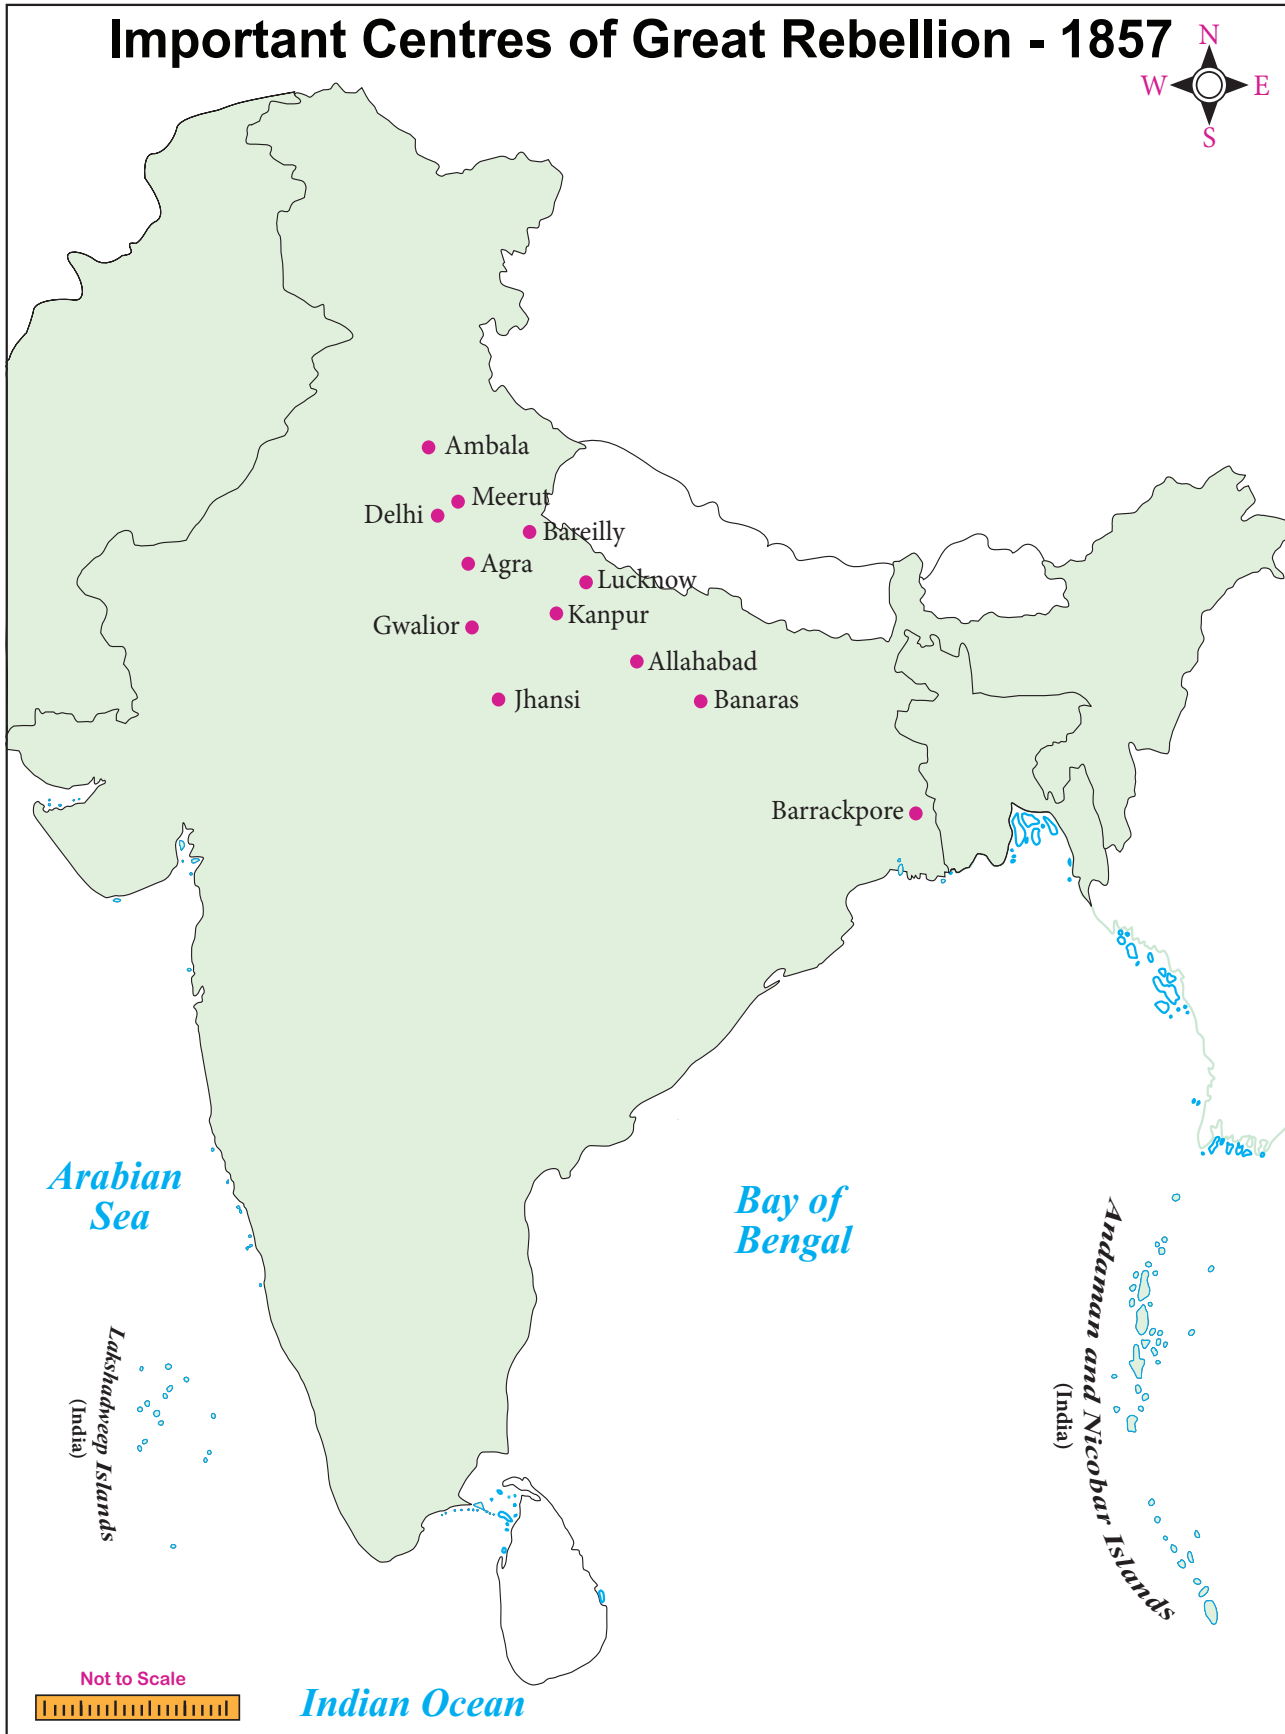 Important Centres of Great Rebellion - 1857
N
W
E
S
Ambala
Meerut
Delhi
Bareilly
Agra
Lucknow
Kanpur
Gwalior
Allahabad
Jhansi
Banaras
Barrackpore
Arabian
Sea
Bay of
Bengal
Andaman and Nicobar Islands
(India)
Lakshadweep Islands
(India)
Not to Scale
Indian Ocean